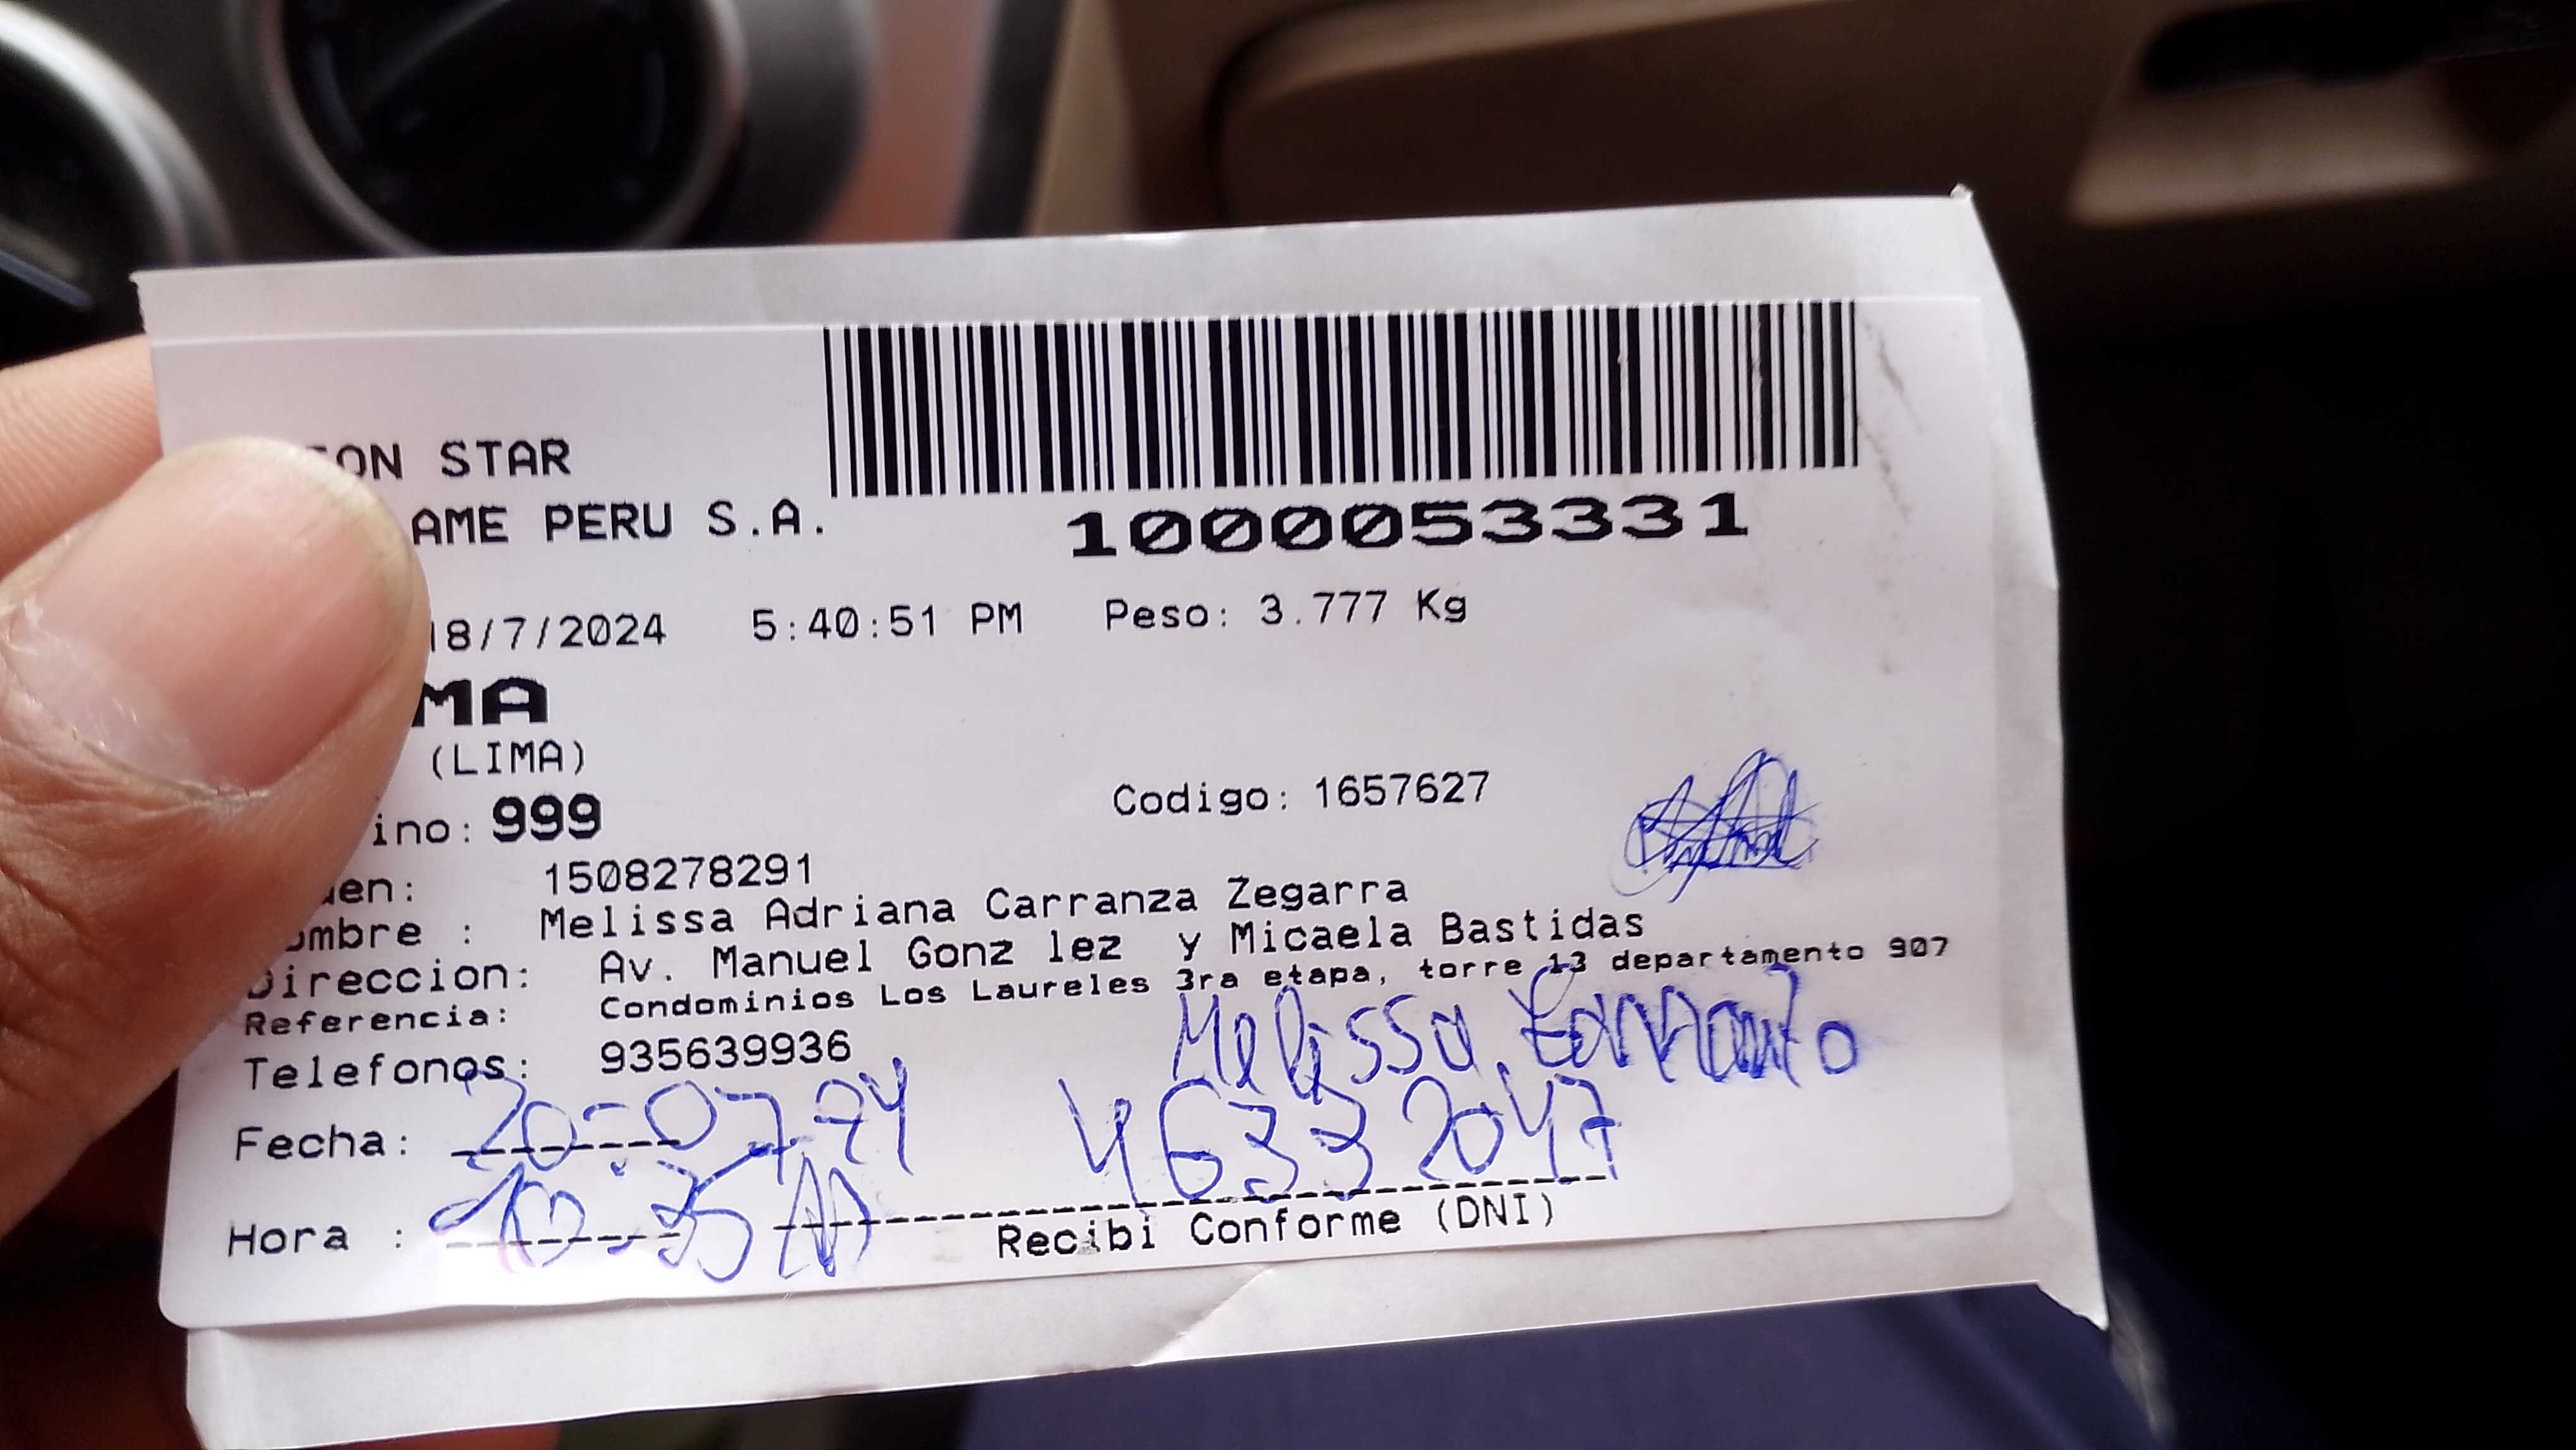 ON STAR
AME PERU S.A.
1000053331
18/7/2024 5:40:51 PM Peso: 3.777 Kg
MA
(LIMA)
ino: 999 Codigo: 1657627
en: 1508278291
ombre : Melissa Adriana Carranza Zegarra
Direccion: Av. Manuel Gonz lez y Micaela Bastidas
Referencia: Condominios Los Laureles 3ra etapa, torre 13 departamento 907
Telefonos: 935639936 Melissa
Fecha: 20-07-24 46332047
Hora :
Recibi Conforme (DNI)